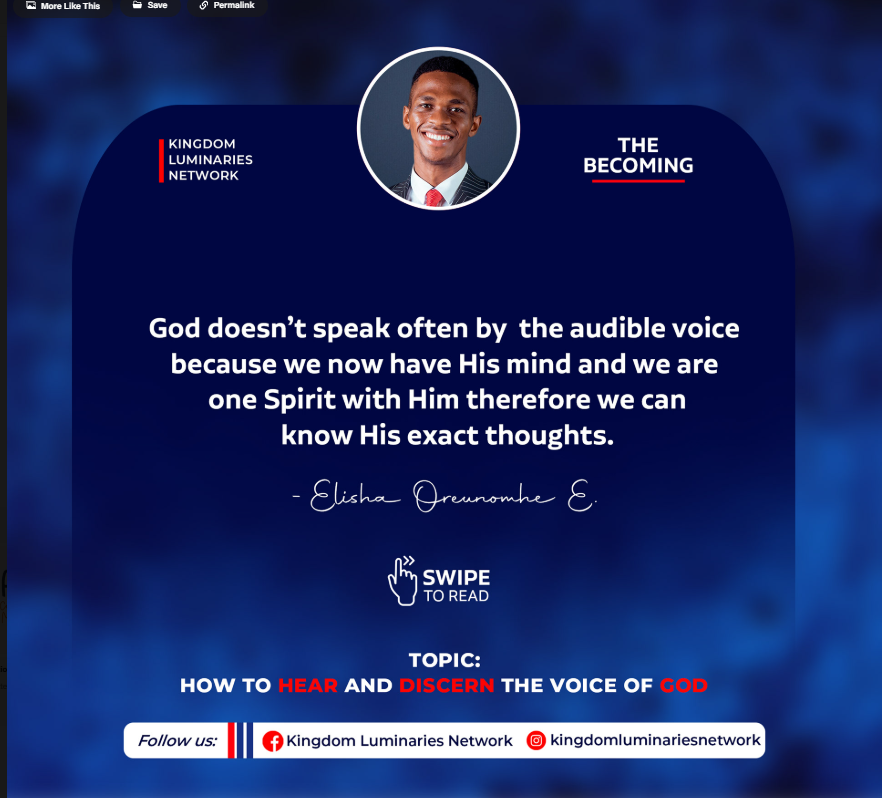 More Like This Save Permalink
KINGDOM
LUMINARIES
NETWORK
THE
BECOMING
God doesn’t speak often by the audible voice
because we now have His mind and we are
one Spirit with Him therefore we can
know His exact thoughts.
- Elisha Oreunomhe E.
SWIPE
TO READ
TOPIC:
HOW TO HEAR AND DISCERN THE VOICE OF GOD
Follow us: Kingdom Luminaries Network kingdomluminariesnetwork